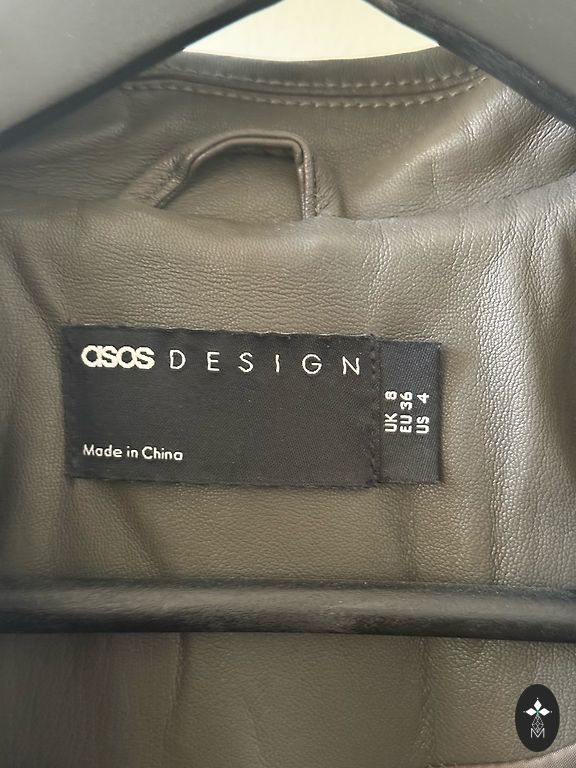 asos DESIGN
Made in China
UK 8
EU 36
US 4
M